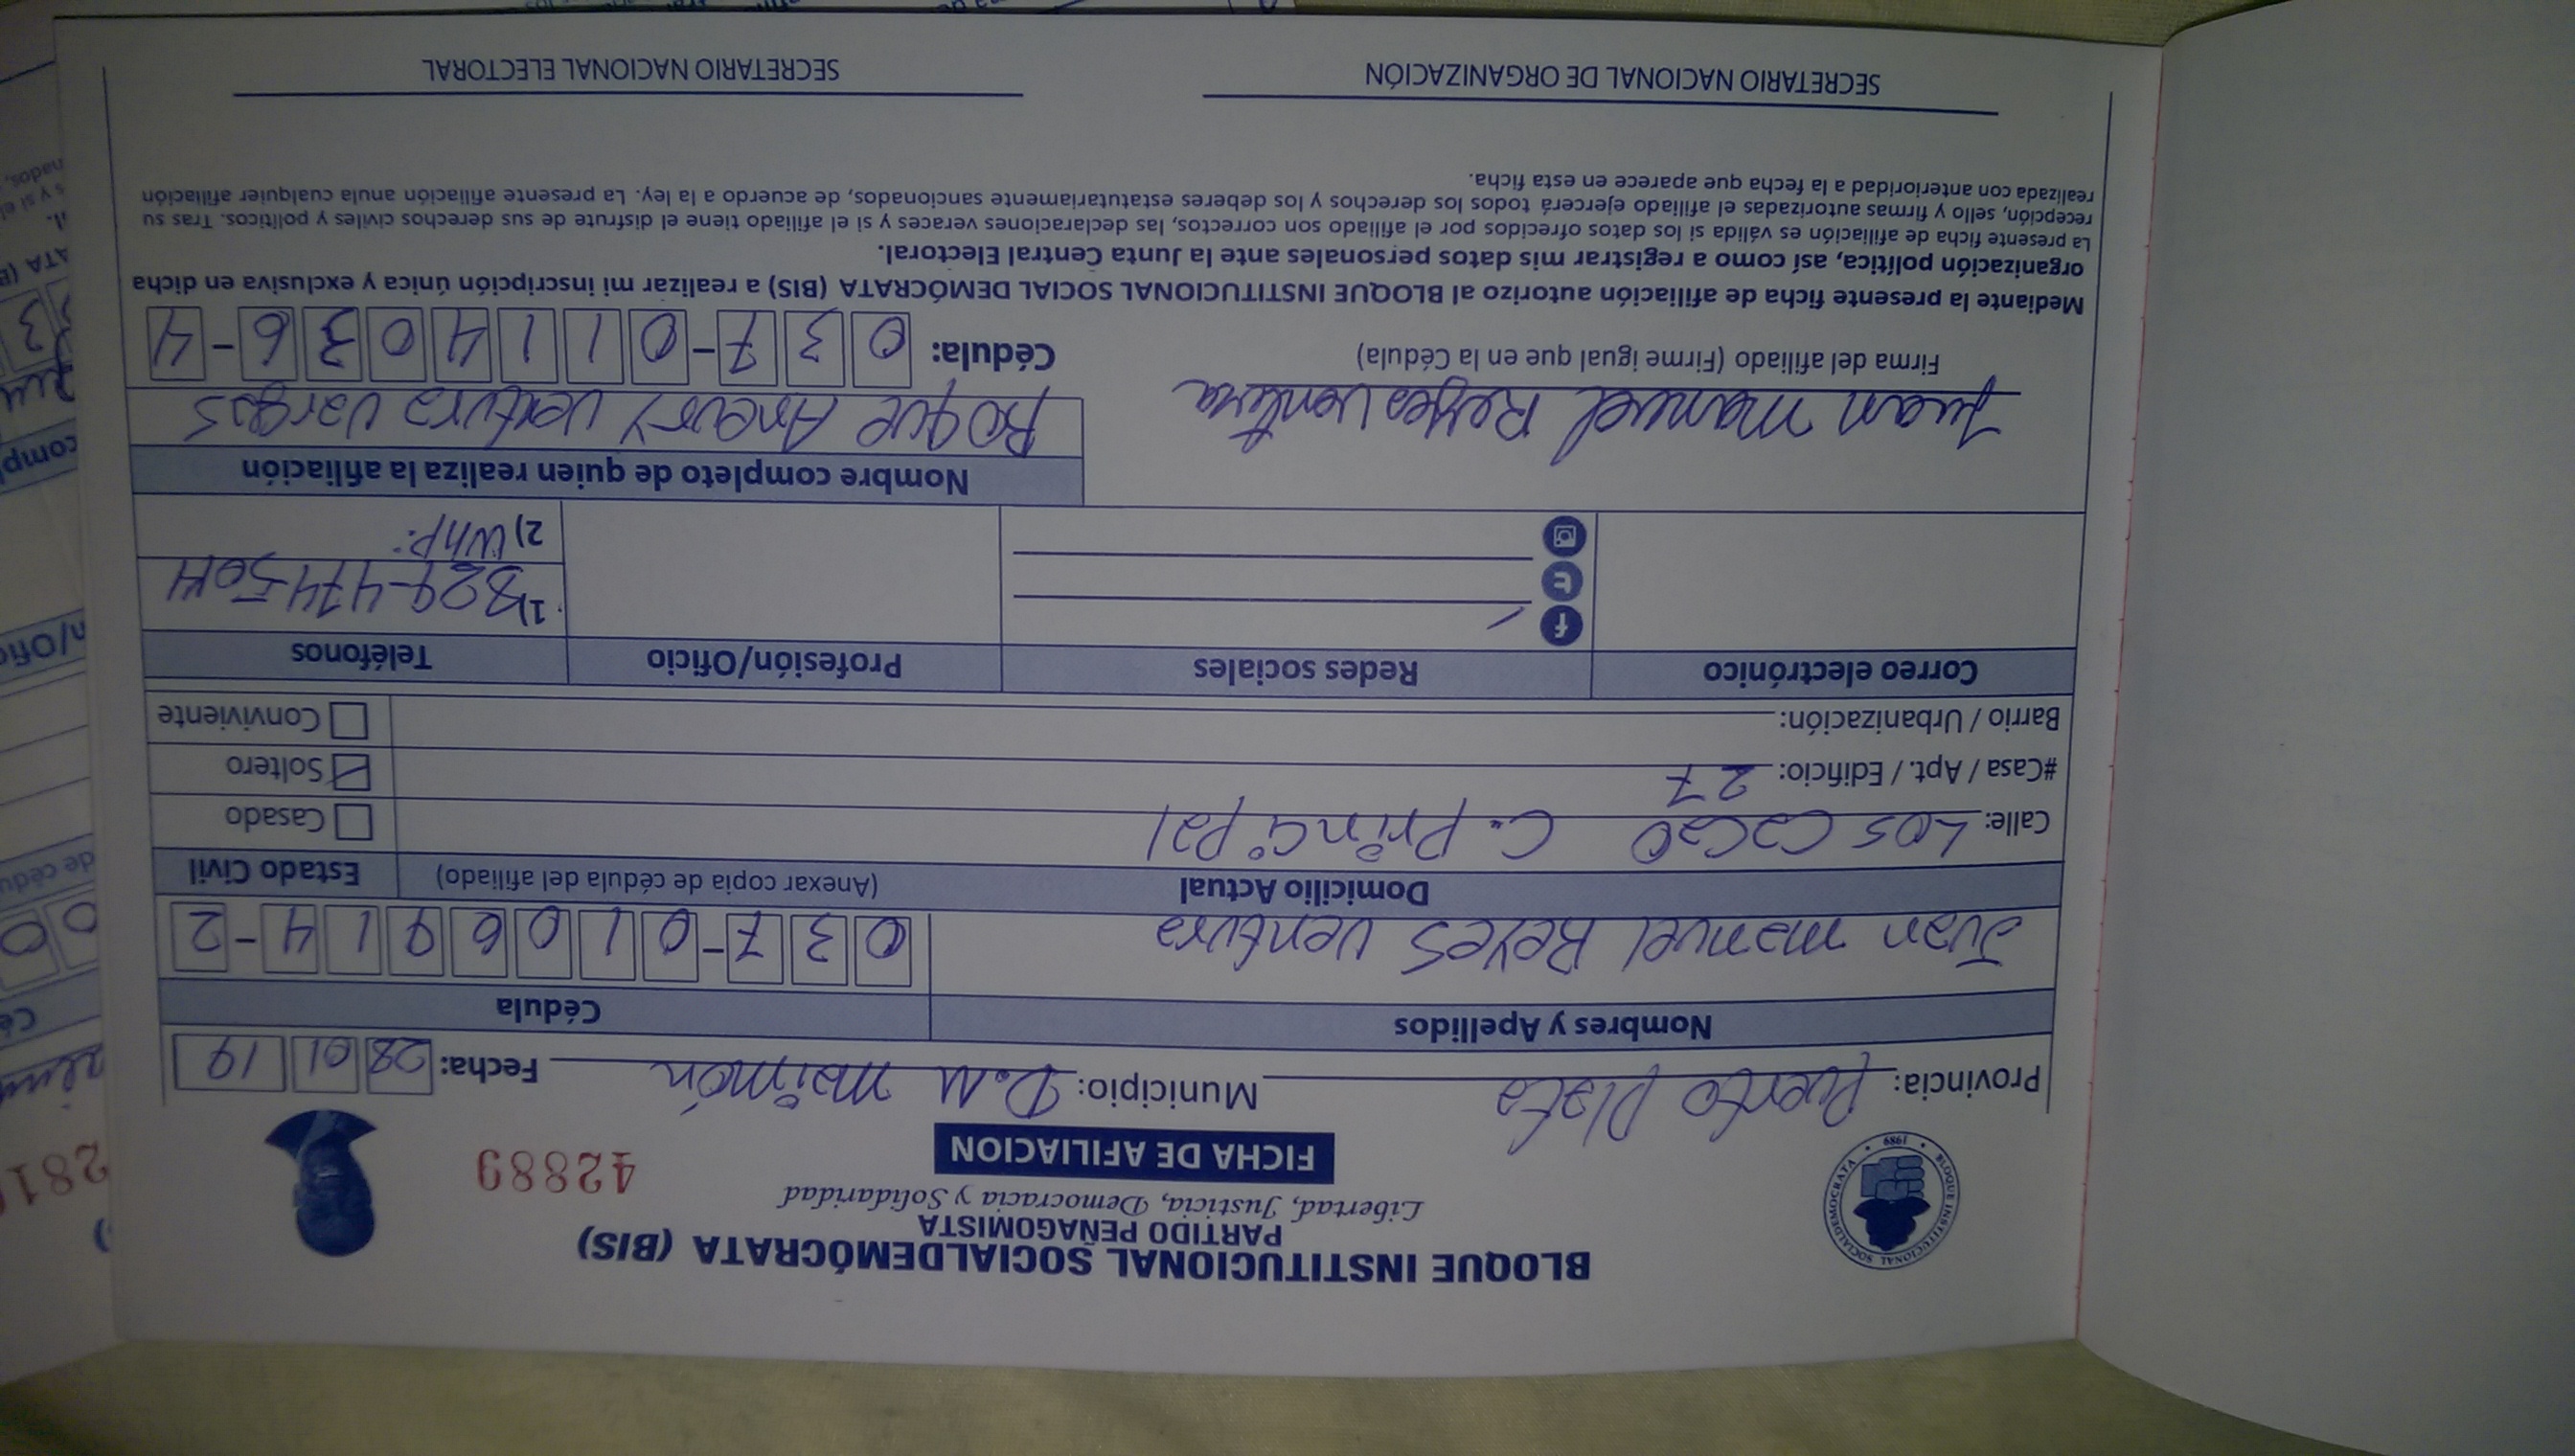 BLOQUE INSTITUCIONAL SOCIALDEMÓCRATA (BIS)
PARTIDO PEÑAGOMISTA
Libertad, Justicia, Democracia y Solidaridad
FICHA DE AFILIACION
42889
BLOQUE INSTITUCIONAL SOCIALDEMOCRATA
1989
Provincia: Puerto Plata Municipio: D.M maimón Fecha: 28 01 19
Nombres y Apellidos Cédula
Juan manuel Reyes ventura 037-0106914-2
Domicilio Actual (Anexar copia de cédula del afiliado) Estado Civil
Calle: Los Cacao C. Principal Casado
#Casa / Apt. / Edificio: 27 Soltero
Barrio / Urbanización: Conviviente
Correo electrónico Redes sociales Profesión/Oficio Teléfonos
1) 829-474-5014
2) Whp:
Nombre completo de quien realiza la afiliación
Juan Manuel Reyes Ventura Roque Aneury Ventura Vargas
Firma del afiliado (Firme igual que en la Cédula) Cédula: 037-0114036-4
Mediante la presente ficha de afiliación autorizo al BLOQUE INSTITUCIONAL SOCIAL DEMÓCRATA (BIS) a realizar mi inscripción única y exclusiva en dicha
organización política, así como a registrar mis datos personales ante la Junta Central Electoral.
La presente ficha de afiliación es válida si los datos ofrecidos por el afiliado son correctos, las declaraciones veraces y si el afiliado tiene el disfrute de sus derechos civiles y políticos. Tras su
recepción, sello y firmas autorizadas el afiliado ejercerá todos los derechos y los deberes estatutariamente sancionados, de acuerdo a la ley. La presente afiliación anula cualquier afiliación
realizada con anterioridad a la fecha que aparece en esta ficha.
SECRETARIO NACIONAL DE ORGANIZACIÓN SECRETARIO NACIONAL ELECTORAL